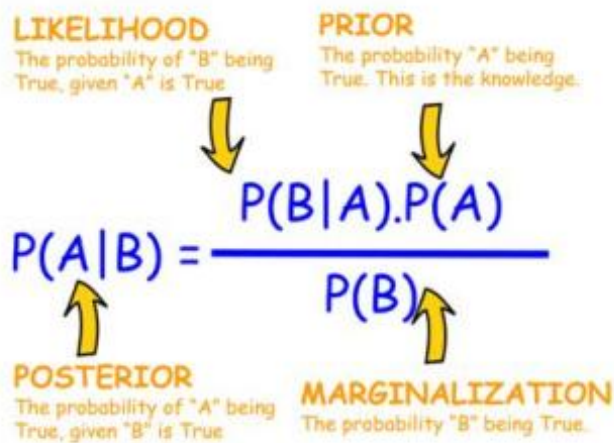 LIKELIHOOD
The probability of "B" being
True, given "A" is True
PRIOR
The probability "A" being
True. This is the knowledge.
P(B|A).P(A)
P(A|B) =
P(B)
POSTERIOR
The probability of "A" being
True, given "B" is True
MARGINALIZATION
The probability "B" being True.